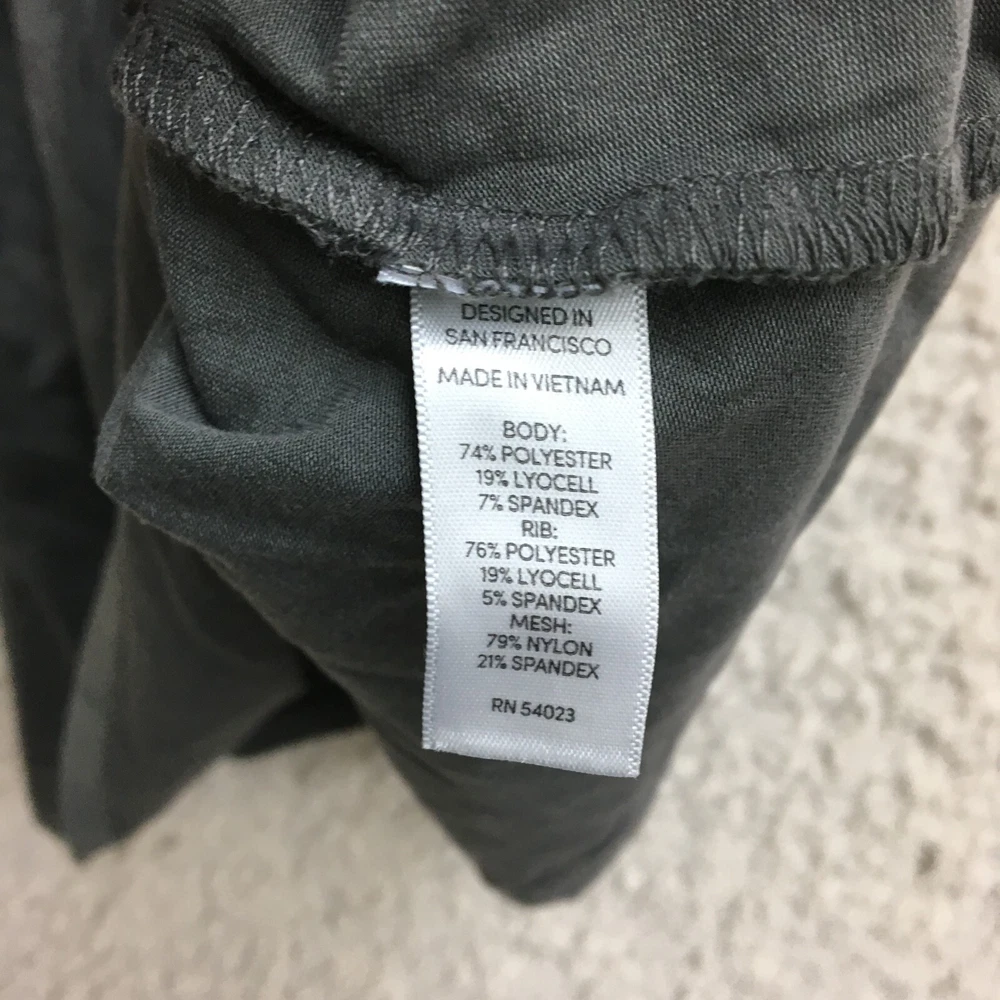 DESIGNED IN
SAN FRANCISCO
MADE IN VIETNAM
BODY:
74% POLYESTER
19% LYOCELL
7% SPANDEX
RIB:
76% POLYESTER
19% LYOCELL
5% SPANDEX
MESH:
79% NYLON
21% SPANDEX
RN 54023